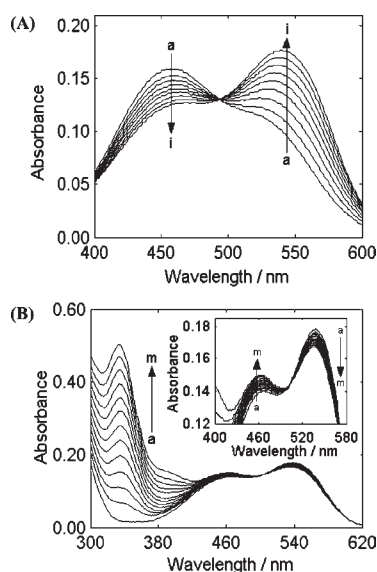 (A)
0.20
0.15
0.10
0.05
0.00
Absorbance
a
i
i
a
400
450
500
550
600
Wavelength / nm
(B)
0.60
0.40
0.20
0.00
Absorbance
m
a
0.18
0.16
0.14
0.12
Absorbance
m
a
a
m
400 460 520 580
Wavelength / nm
300
380
460
540
620
Wavelength / nm